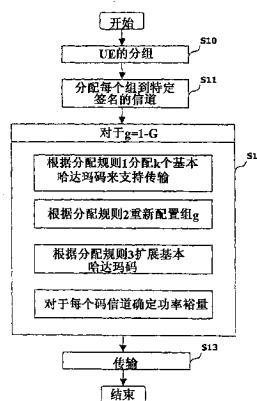 开始
S10
UE的分组
S11
分配每个组到特定
签名的信道
对于g=1-G
S1
根据分配规则1分配k个基本
哈达玛码来支持传输
根据分配规则2重新配置组g
根据分配规则3扩展基本
哈达玛码
对于每个码信道确定功率裕量
S13
传输
结束